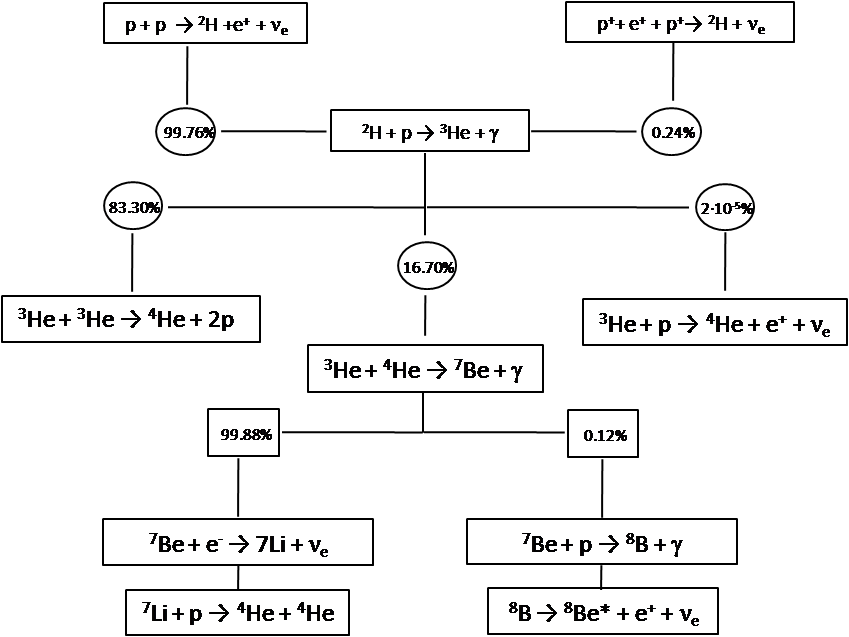 p + p → ²H +e⁺ + νₑ
p⁺+ e⁺ + p⁺→ ²H + νₑ
99.76%
²H + p → ³He + γ
0.24%
83.30%
2·10⁻⁵%
16.70%
³He + ³He → ⁴He + 2p
³He + p → ⁴He + e⁺ + νₑ
³He + ⁴He → ⁷Be + γ
99.88%
0.12%
⁷Be + e⁻ → 7Li + νₑ
⁷Be + p → ⁸B + γ
⁷Li + p → ⁴He + ⁴He
⁸B → ⁸Be* + e⁺ + νₑ